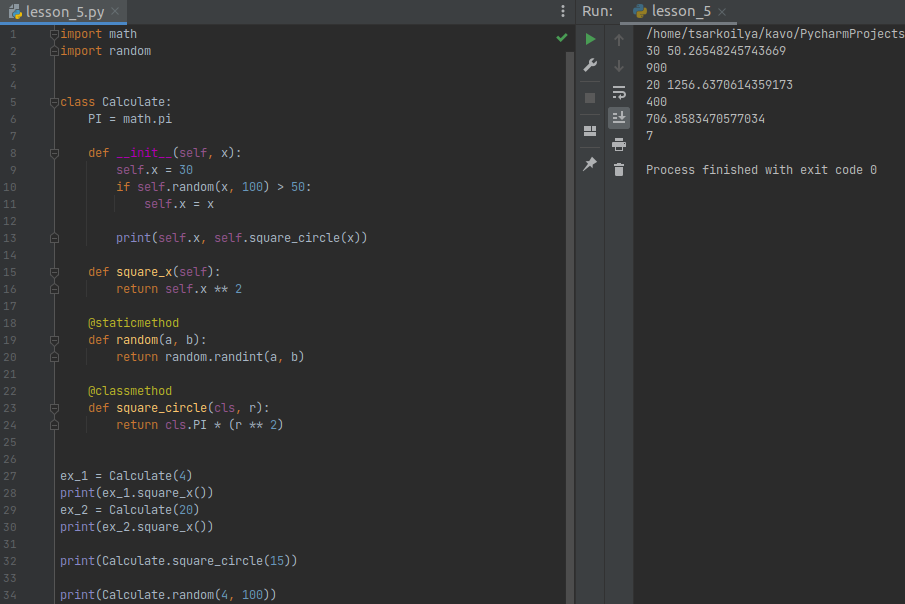 lesson_5.py
Run: lesson_5
1 import math
2 import random
3
4
5 class Calculate:
6     PI = math.pi
7
8     def __init__(self, x):
9         self.x = 30
10         if self.random(x, 100) > 50:
11             self.x = x
12
13         print(self.x, self.square_circle(x))
14
15     def square_x(self):
16         return self.x ** 2
17
18     @staticmethod
19     def random(a, b):
20         return random.randint(a, b)
21
22     @classmethod
23     def square_circle(cls, r):
24         return cls.PI * (r ** 2)
25
26
27 ex_1 = Calculate(4)
28 print(ex_1.square_x())
29 ex_2 = Calculate(20)
30 print(ex_2.square_x())
31
32 print(Calculate.square_circle(15))
33
34 print(Calculate.random(4, 100))
/home/tsarkoilya/kavo/PycharmProjects
30 50.26548245743669
900
20 1256.6370614359173
400
706.8583470577034
7
Process finished with exit code 0